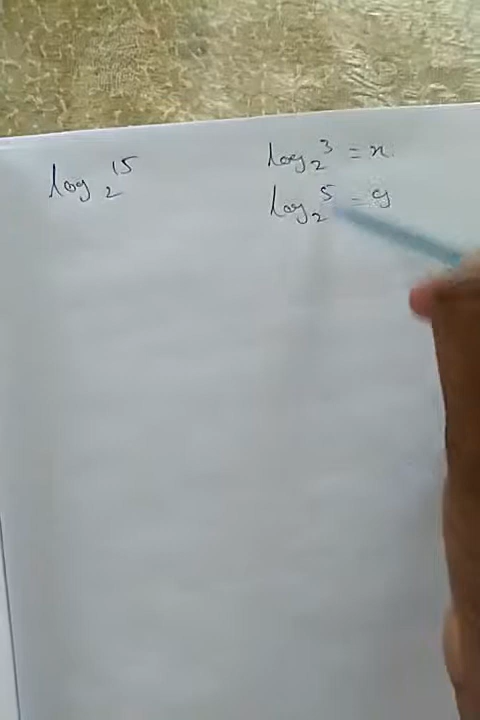 log₂ 15
log₂ 3 = x
log₂ 5 = y